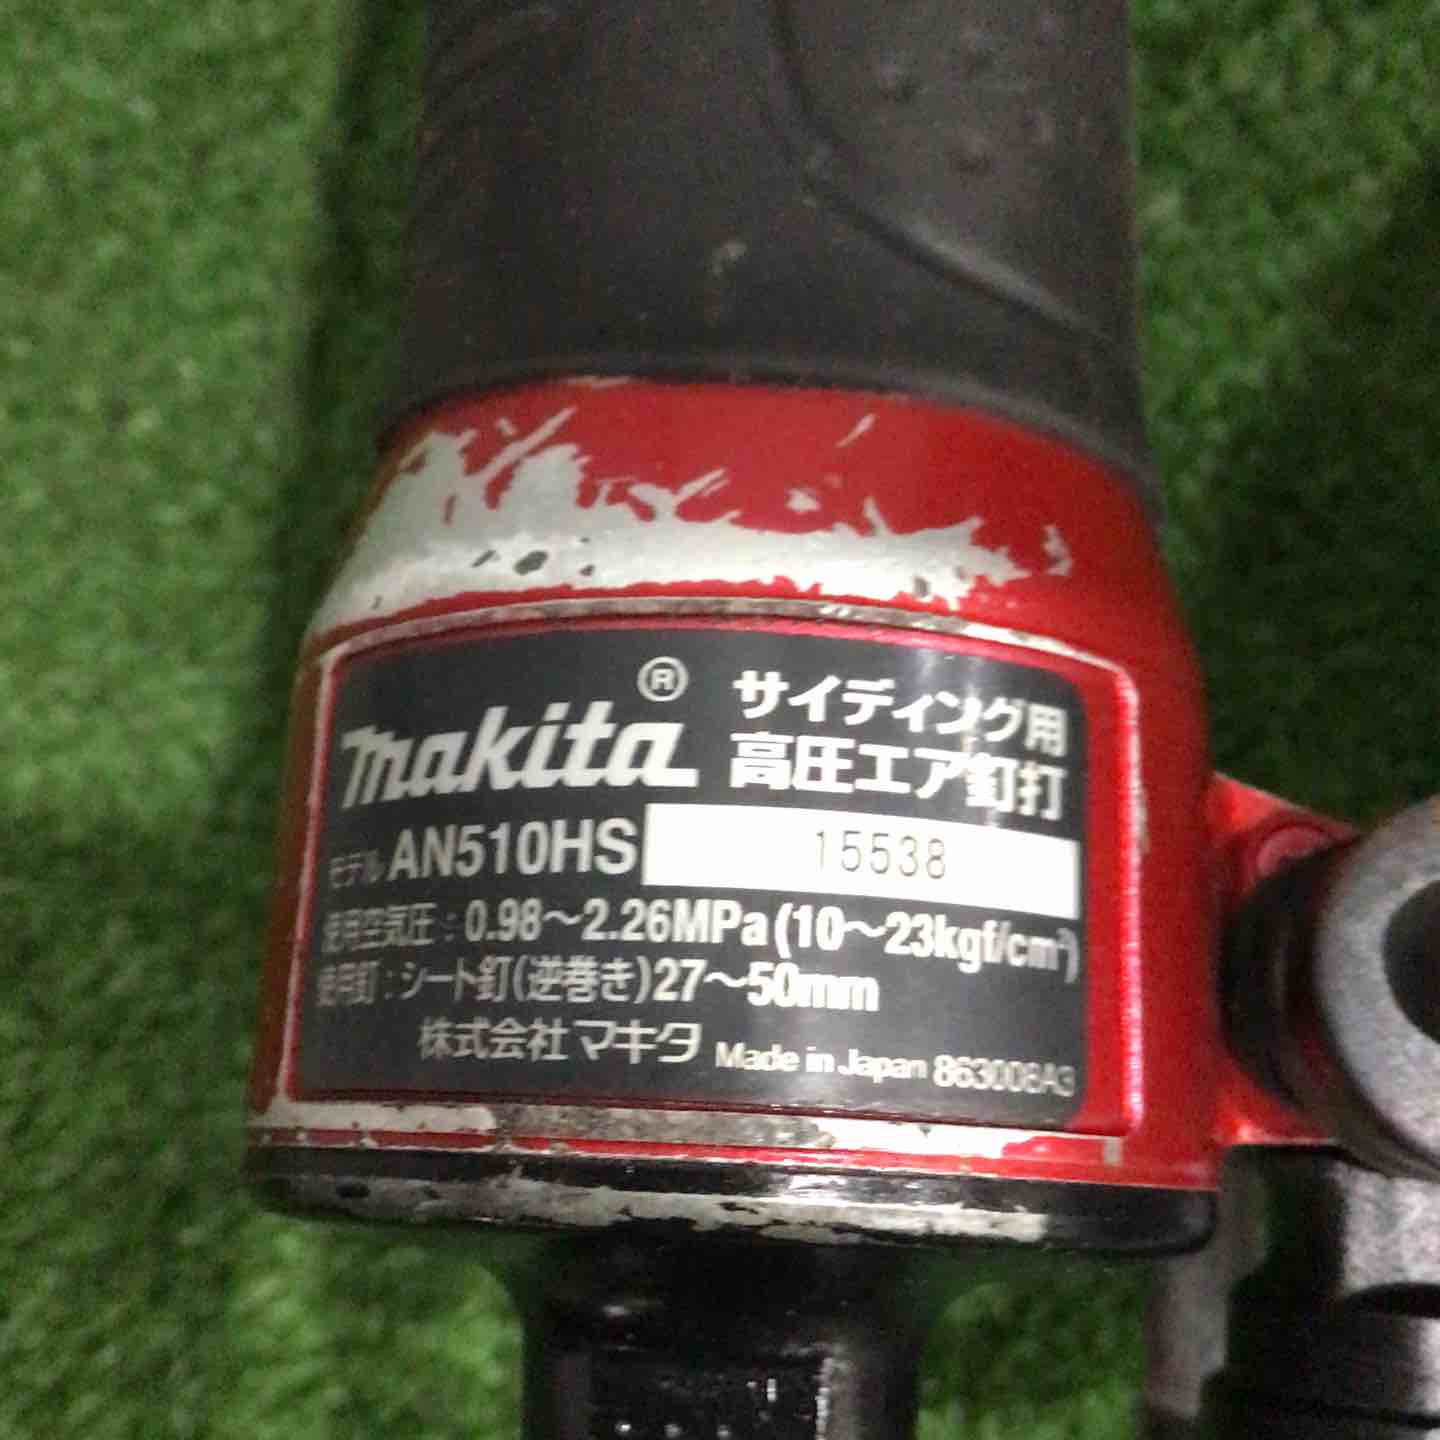 makita®
サイディング用
高圧エア釘打
モデル AN510HS 15538
使用空気圧：0.98～2.26MPa(10～23kgf/cm²)
使用釘：シート釘(逆巻き)27～50mm
株式会社マキタ Made in Japan 863008A3